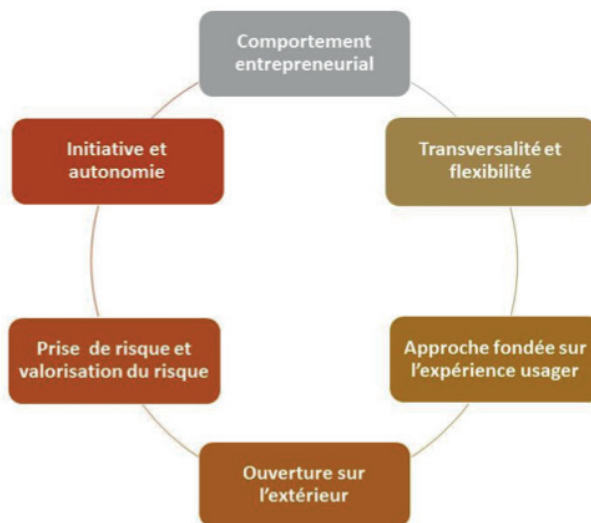 Comportement
entrepreneurial
Transversalité et
flexibilité
Approche fondée sur
l'expérience usager
Ouverture sur
l'extérieur
Prise de risque et
valorisation du risque
Initiative et
autonomie